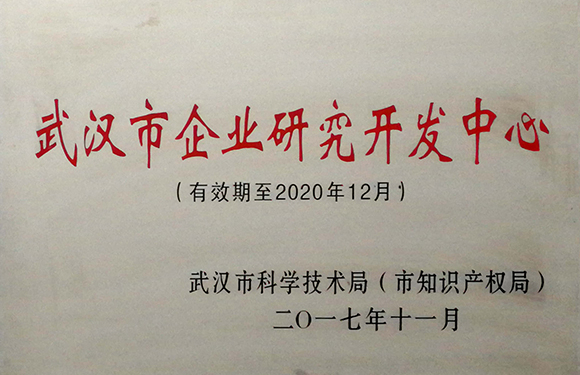 武汉市企业研究开发中心
（有效期至2020年12月）
武汉市科学技术局（市知识产权局）
二〇一七年十一月